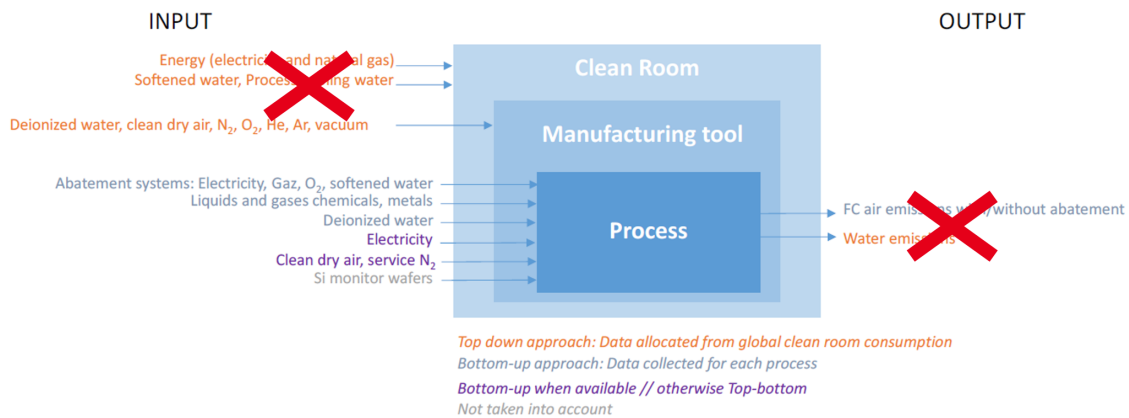 INPUT
OUTPUT
Energy (electricity and natural gas)
Softened water, Process cooling water
Clean Room
Deionized water, clean dry air, N₂, O₂, He, Ar, vacuum
Manufacturing tool
Abatement systems: Electricity, Gaz, O₂, softened water
Liquids and gases chemicals, metals
Deionized water
Electricity
Clean dry air, service N₂
Si monitor wafers
Process
FC air emissions with/without abatement
Water emissions
Top down approach: Data allocated from global clean room consumption
Bottom-up approach: Data collected for each process
Bottom-up when available // otherwise Top-bottom
Not taken into account